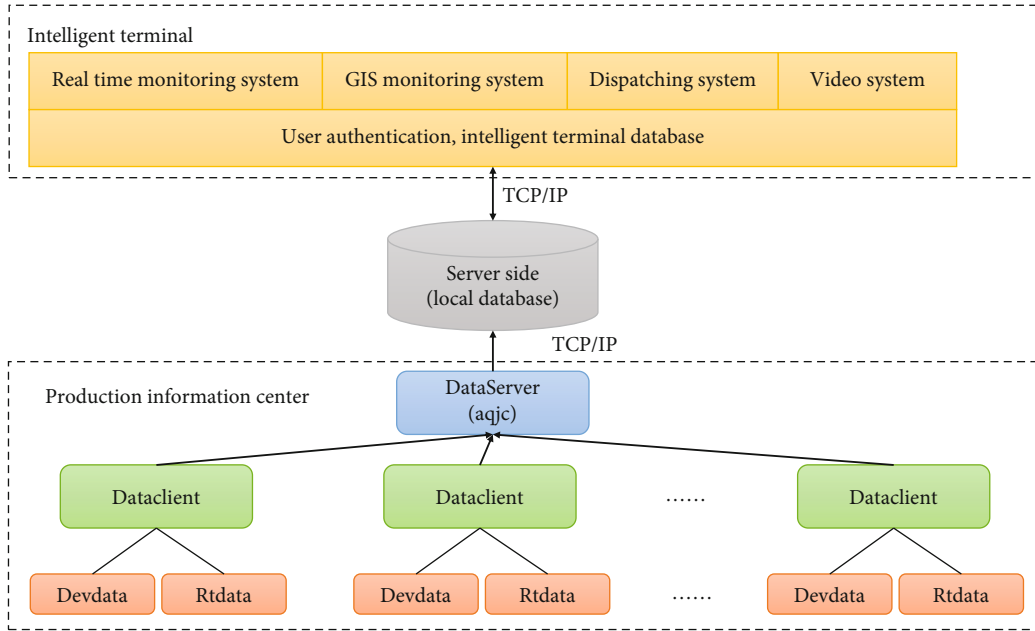 Intelligent terminal
Real time monitoring system
GIS monitoring system
Dispatching system
Video system
User authentication, intelligent terminal database
TCP/IP
Server side
(local database)
TCP/IP
Production information center
DataServer
(aqjc)
Dataclient
Dataclient
......
Dataclient
Devdata
Rtdata
Devdata
Rtdata
......
Devdata
Rtdata